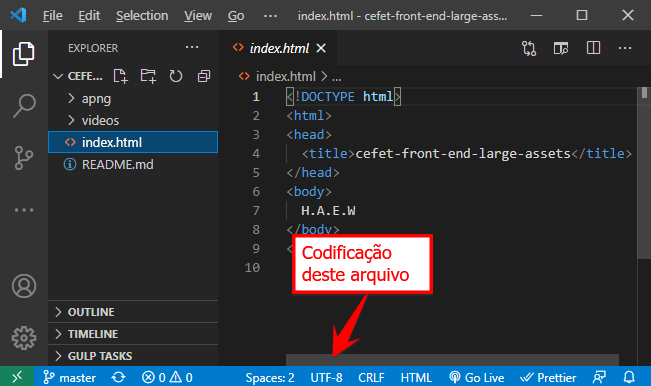 File Edit Selection View Go ··· index.html - cefet-front-end-large-ass...
EXPLORER
CEFE...
apng
videos
index.html
README.md
OUTLINE
TIMELINE
GULP TASKS
index.html
index.html > ...
1 <!DOCTYPE html>
2 <html>
3 <head>
4 <title>cefet-front-end-large-assets</title>
5 </head>
6 <body>
7 H.A.E.W
8 </body>
9 <
10
Codificação
deste arquivo
master 0 0 Spaces: 2 UTF-8 CRLF HTML Go Live Prettier